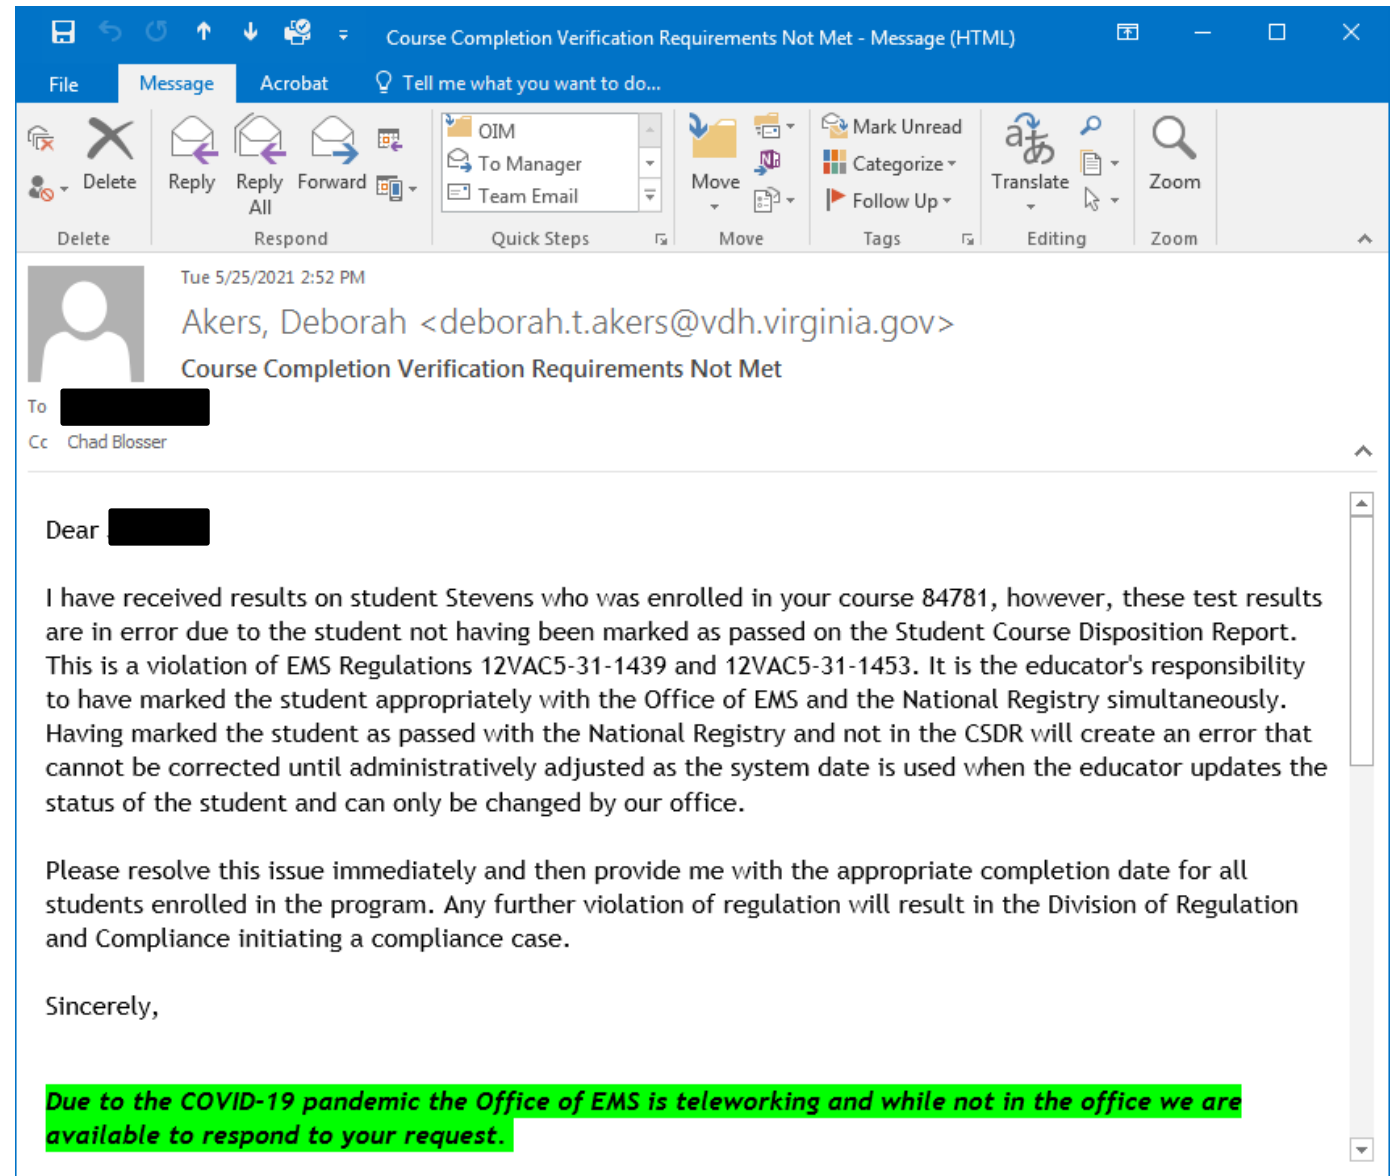 Course Completion Verification Requirements Not Met - Message (HTML)
File Message Acrobat Tell me what you want to do...
Delete
Reply
Reply All
Forward
OIM
To Manager
Team Email
Move
Mark Unread
Categorize
Follow Up
Translate
Zoom
Delete Respond Quick Steps Move Tags Editing Zoom
Tue 5/25/2021 2:52 PM
Akers, Deborah <deborah.t.akers@vdh.virginia.gov>
Course Completion Verification Requirements Not Met
To
Cc Chad Blosser
Dear
I have received results on student Stevens who was enrolled in your course 84781, however, these test results
are in error due to the student not having been marked as passed on the Student Course Disposition Report.
This is a violation of EMS Regulations 12VAC5-31-1439 and 12VAC5-31-1453. It is the educator's responsibility
to have marked the student appropriately with the Office of EMS and the National Registry simultaneously.
Having marked the student as passed with the National Registry and not in the CSDR will create an error that
cannot be corrected until administratively adjusted as the system date is used when the educator updates the
status of the student and can only be changed by our office.
Please resolve this issue immediately and then provide me with the appropriate completion date for all
students enrolled in the program. Any further violation of regulation will result in the Division of Regulation
and Compliance initiating a compliance case.
Sincerely,
Due to the COVID-19 pandemic the Office of EMS is teleworking and while not in the office we are
available to respond to your request.